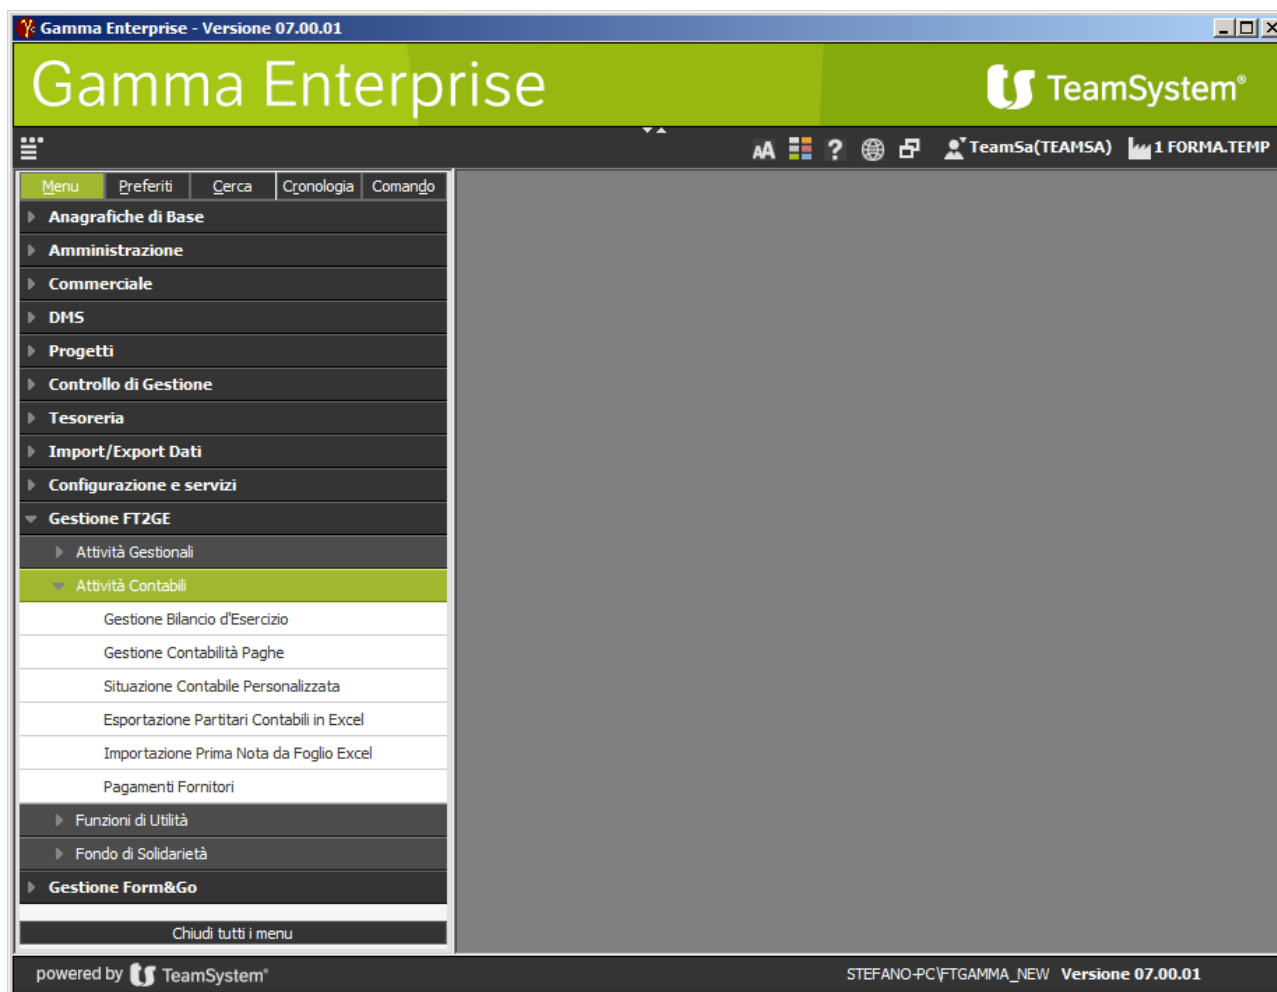 Gamma Enterprise - Versione 07.00.01
Gamma Enterprise
TeamSystem®
AA ? TeamSa(TEAMSA) 1 FORMA.TEMP
Menu Preferiti Cerca Cronologia Comando
Anagrafiche di Base
Amministrazione
Commerciale
DMS
Progetti
Controllo di Gestione
Tesoreria
Import/Export Dati
Configurazione e servizi
Gestione FT2GE
Attività Gestionali
Attività Contabili
Gestione Bilancio d'Esercizio
Gestione Contabilità Paghe
Situazione Contabile Personalizzata
Esportazione Partitari Contabili in Excel
Importazione Prima Nota da Foglio Excel
Pagamenti Fornitori
Funzioni di Utilità
Fondo di Solidarietà
Gestione Form&Go
Chiudi tutti i menu
powered by TeamSystem® STEFANO-PC\FTGAMMA_NEW Versione 07.00.01